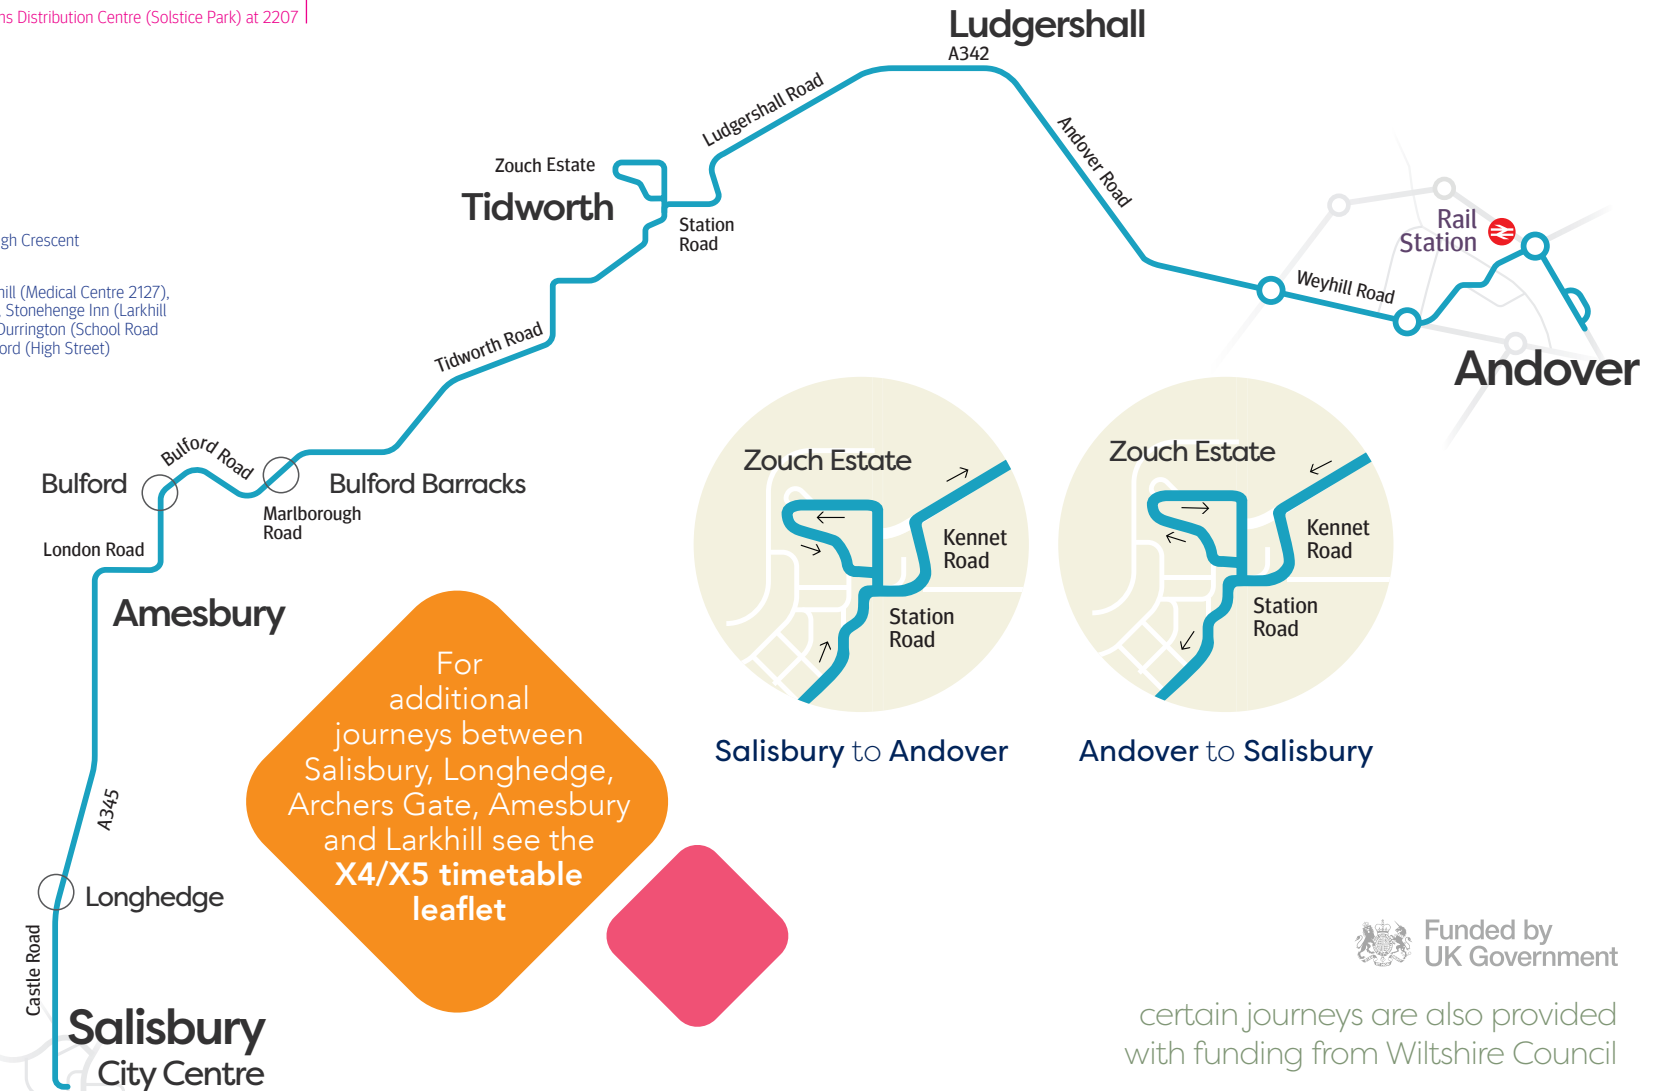 ns Distribution Centre (Solstice Park) at 2207
Ludgershall
A342
Ludgershall Road
Andover Road
Zouch Estate
Tidworth
Station
Road
Rail
Station
gh Crescent
Weyhill Road
hill (Medical Centre 2127),
, Stonehenge Inn (Larkhill
Durrington (School Road
ord (High Street)
Tidworth Road
Andover
Bulford Road
Bulford
Bulford Barracks
Marlborough
Road
London Road
Amesbury
Zouch Estate
Kennet
Road
Station
Road
Salisbury to Andover
Zouch Estate
Kennet
Road
Station
Road
Andover to Salisbury
For
additional
journeys between
Salisbury, Longhedge,
Archers Gate, Amesbury
and Larkhill see the
X4/X5 timetable
leaflet
A345
Longhedge
Castle Road
Salisbury
City Centre
Funded by
UK Government
certain journeys are also provided
with funding from Wiltshire Council